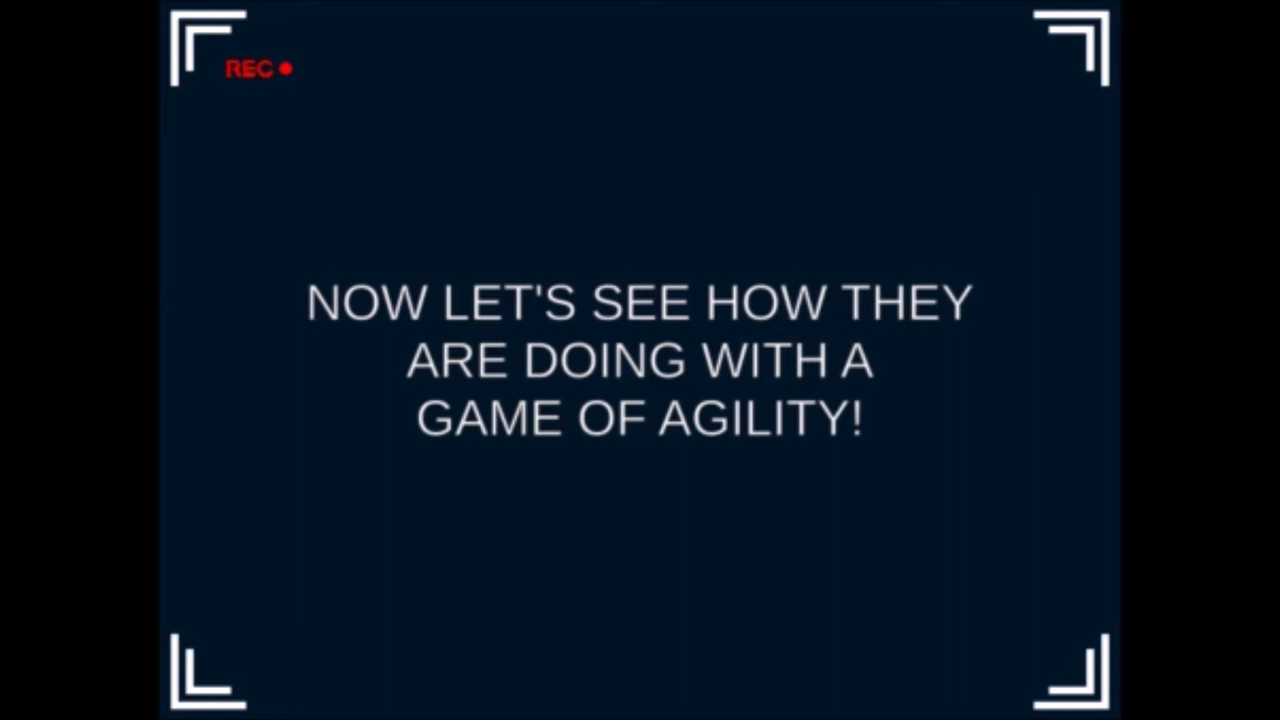 REC
NOW LET'S SEE HOW THEY
ARE DOING WITH A
GAME OF AGILITY!